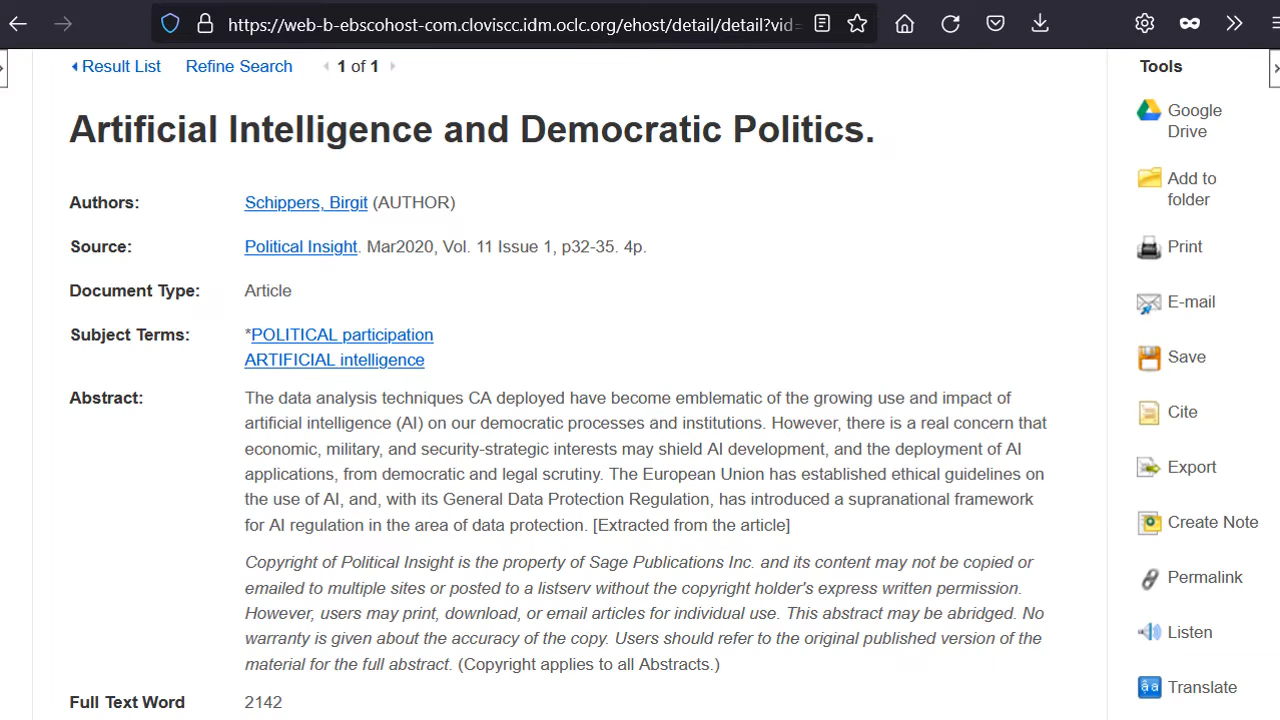 https://web-b-ebscohost-com.cloviscc.idm.oclc.org/ehost/detail/detail?vid=
Result List Refine Search 1 of 1
Tools
Artificial Intelligence and Democratic Politics.
Google
Drive
Add to
folder
Authors: Schippers, Birgit (AUTHOR)
Source: Political Insight. Mar2020, Vol. 11 Issue 1, p32-35. 4p.
Print
Document Type: Article
E-mail
Subject Terms: *POLITICAL participation
ARTIFICIAL intelligence
Save
Abstract: The data analysis techniques CA deployed have become emblematic of the growing use and impact of
artificial intelligence (AI) on our democratic processes and institutions. However, there is a real concern that
economic, military, and security-strategic interests may shield AI development, and the deployment of AI
applications, from democratic and legal scrutiny. The European Union has established ethical guidelines on
the use of AI, and, with its General Data Protection Regulation, has introduced a supranational framework
for AI regulation in the area of data protection. [Extracted from the article]
Cite
Export
Create Note
Copyright of Political Insight is the property of Sage Publications Inc. and its content may not be copied or
emailed to multiple sites or posted to a listserv without the copyright holder's express written permission.
However, users may print, download, or email articles for individual use. This abstract may be abridged. No
warranty is given about the accuracy of the copy. Users should refer to the original published version of the
material for the full abstract. (Copyright applies to all Abstracts.)
Permalink
Listen
Translate
Full Text Word 2142